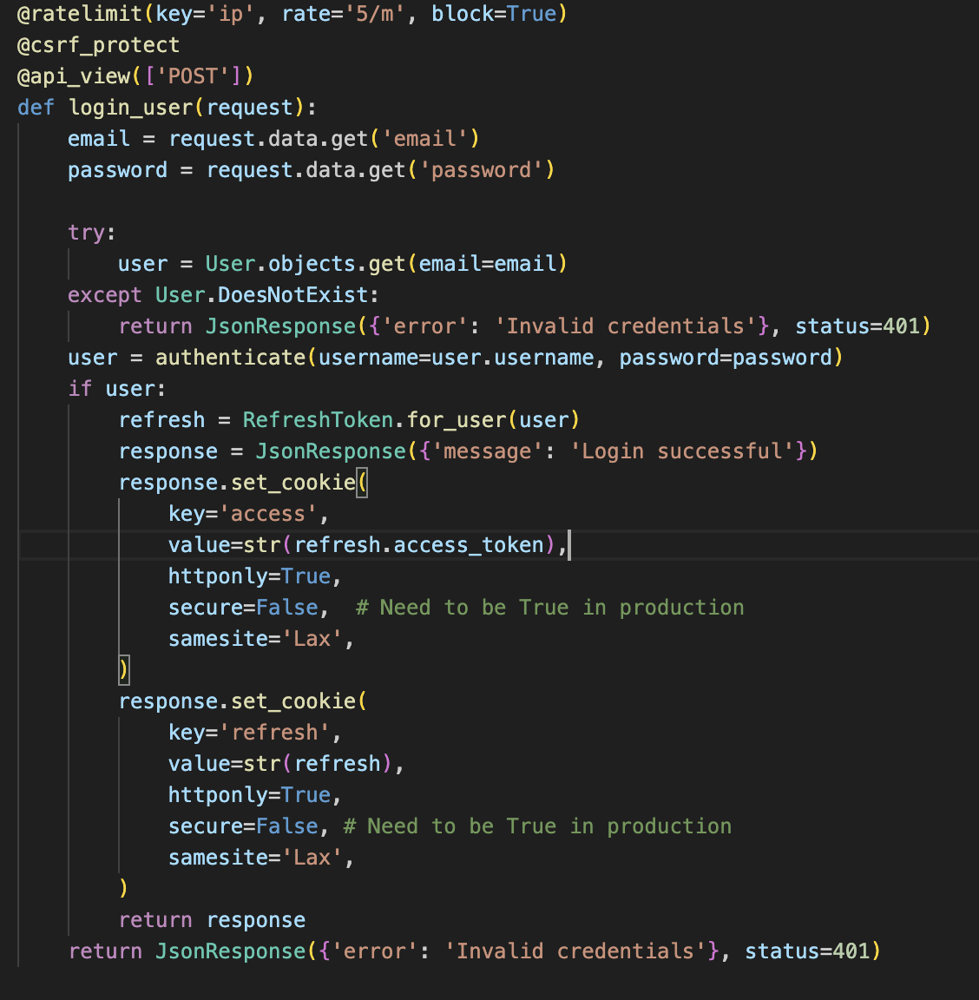 @ratelimit(key='ip', rate='5/m', block=True)
@csrf_protect
@api_view(['POST'])
def login_user(request):
    email = request.data.get('email')
    password = request.data.get('password')

    try:
        user = User.objects.get(email=email)
    except User.DoesNotExist:
        return JsonResponse({'error': 'Invalid credentials'}, status=401)
    user = authenticate(username=user.username, password=password)
    if user:
        refresh = RefreshToken.for_user(user)
        response = JsonResponse({'message': 'Login successful'})
        response.set_cookie(
            key='access',
            value=str(refresh.access_token),
            httponly=True,
            secure=False,  # Need to be True in production
            samesite='Lax',
        )
        response.set_cookie(
            key='refresh',
            value=str(refresh),
            httponly=True,
            secure=False, # Need to be True in production
            samesite='Lax',
        )
        return response
    return JsonResponse({'error': 'Invalid credentials'}, status=401)